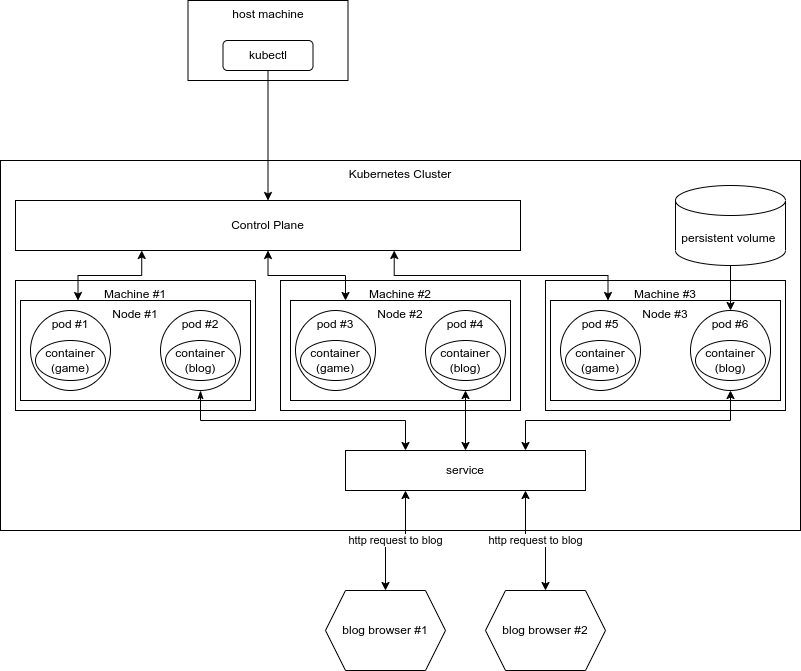 host machine
kubectl
Kubernetes Cluster
Control Plane
persistent volume
Machine #1
Node #1
pod #1
container
(game)
pod #2
container
(blog)
Machine #2
Node #2
pod #3
container
(game)
pod #4
container
(blog)
Machine #3
Node #3
pod #5
container
(game)
pod #6
container
(blog)
service
http request to blog
http request to blog
blog browser #1
blog browser #2